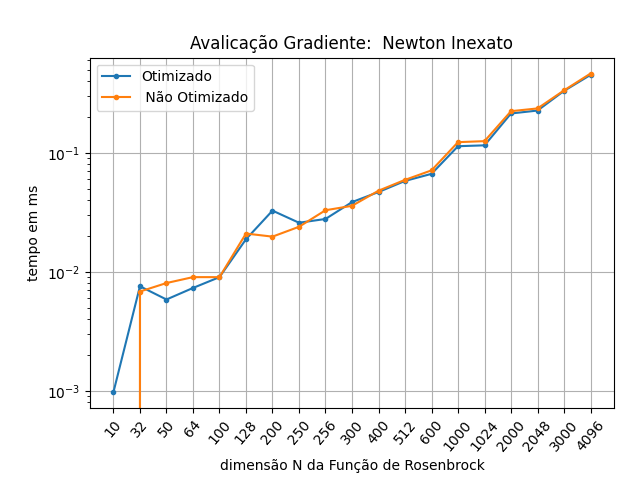 Avalicação Gradiente:  Newton Inexato
Otimizado
Não Otimizado
tempo em ms
10⁻¹
10⁻²
10⁻³
10 32 50 64 100 128 200 250 256 300 400 512 600 1000 1024 2000 2048 3000 4096
dimensão N da Função de Rosenbrock